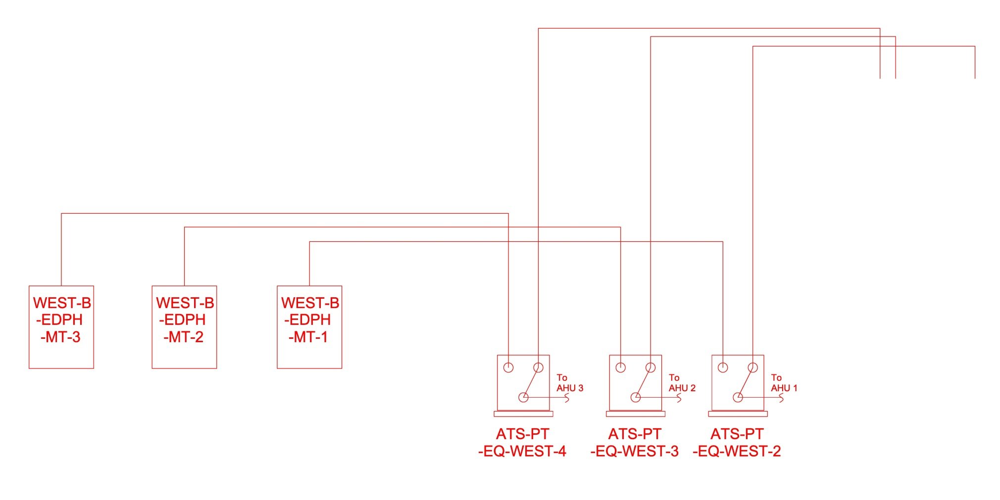 WEST-B
-EDPH
-MT-3
WEST-B
-EDPH
-MT-2
WEST-B
-EDPH
-MT-1
To
AHU 3
To
AHU 2
To
AHU 1
ATS-PT
-EQ-WEST-4
ATS-PT
-EQ-WEST-3
ATS-PT
-EQ-WEST-2